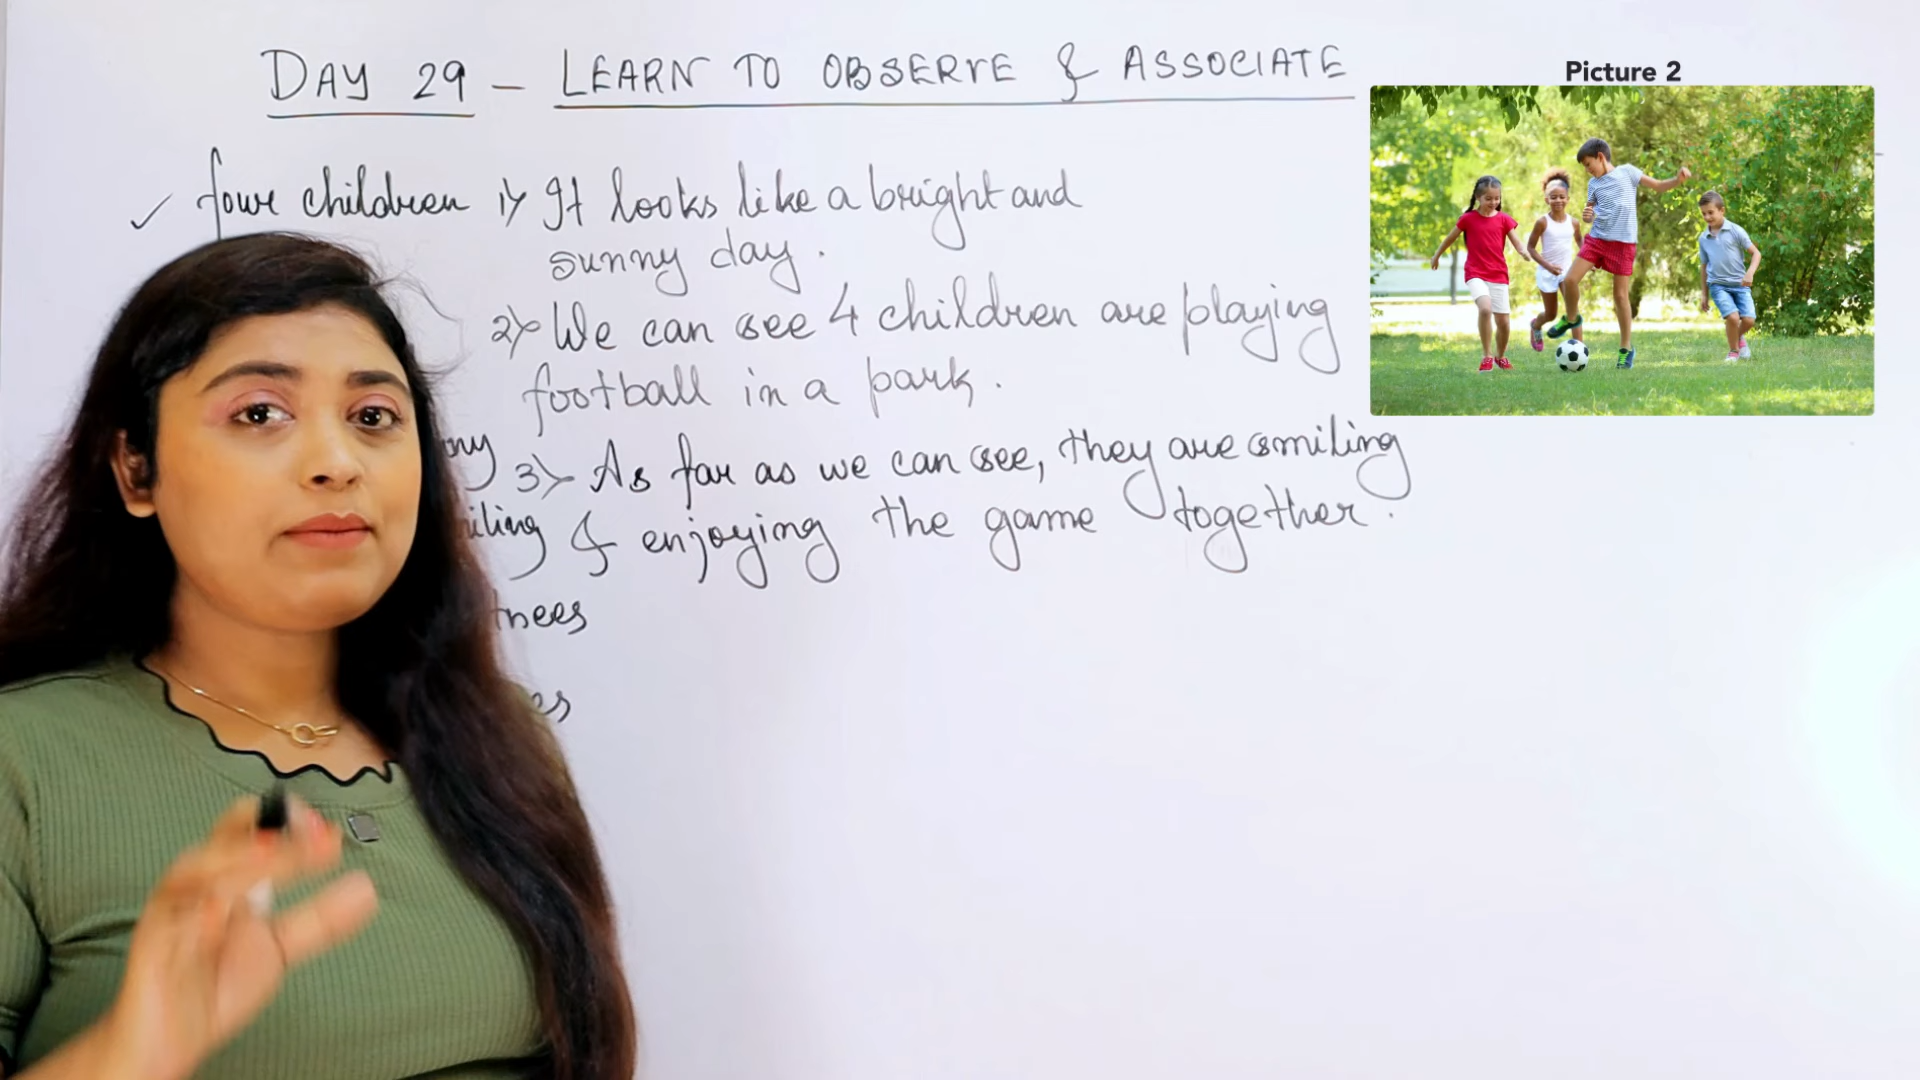 DAY 29 – LEARN TO OBSERVE & ASSOCIATE
Picture 2
✓ four children 1) It looks like a bright and
sunny day.
2) We can see 4 children are playing
football in a park.
3) As far as we can see, they are smiling
& enjoying the game together.
trees